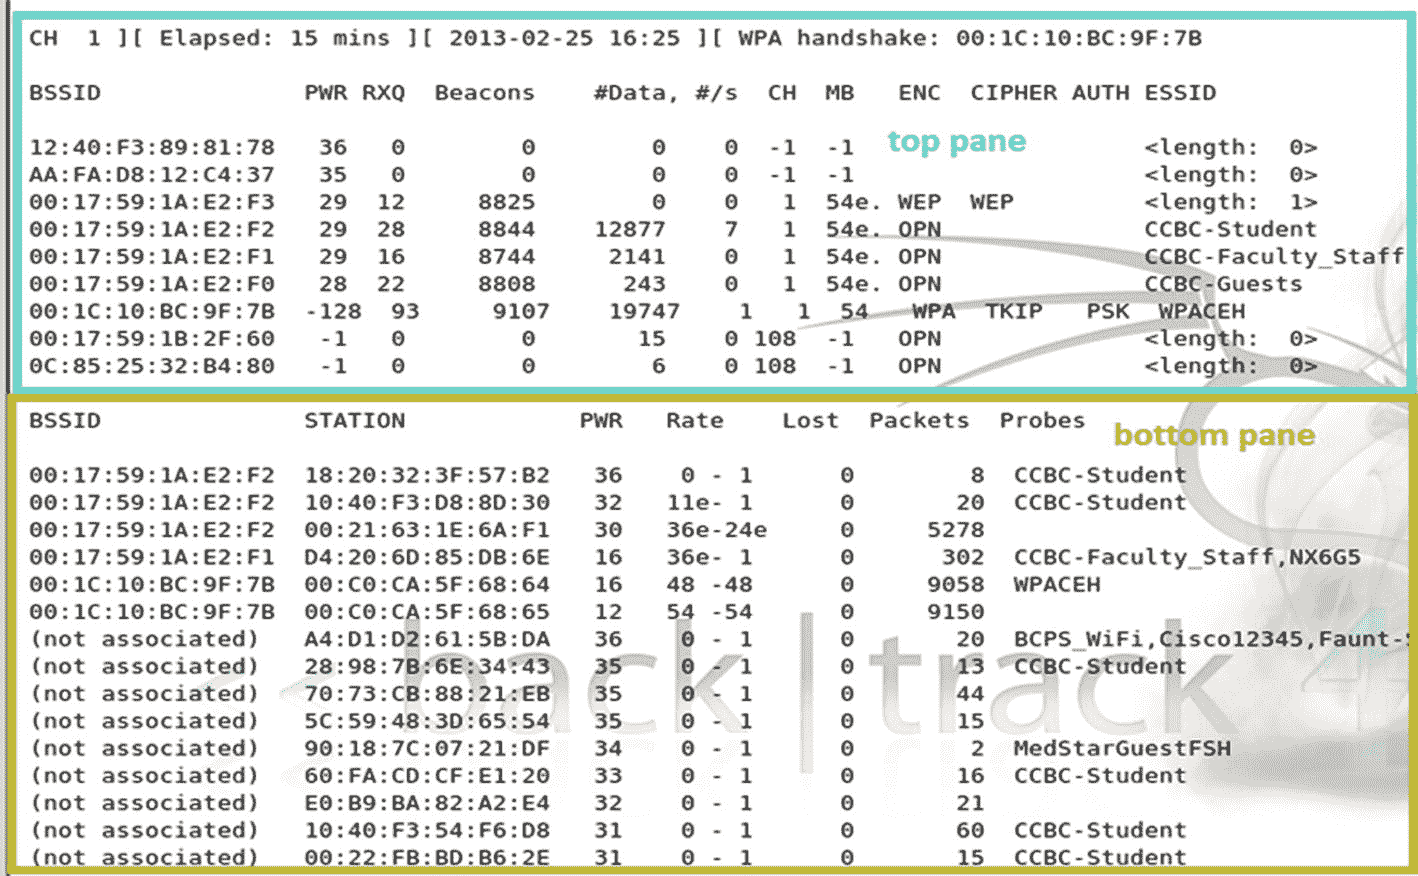 CH  1 ][ Elapsed: 15 mins ][ 2013-02-25 16:25 ][ WPA handshake: 00:1C:10:BC:9F:7B
BSSID PWR RXQ Beacons #Data, #/s CH MB ENC CIPHER AUTH ESSID
top pane
12:40:F3:89:81:78 36 0 0 0 0 -1 -1 <length:  0>
AA:FA:D8:12:C4:37 35 0 0 0 0 -1 -1 <length:  0>
00:17:59:1A:E2:F3 29 12 8825 0 0 1 54e. WEP WEP <length:  1>
00:17:59:1A:E2:F2 29 28 8844 12877 7 1 54e. OPN CCBC-Student
00:17:59:1A:E2:F1 29 16 8744 2141 0 1 54e. OPN CCBC-Faculty_Staff
00:17:59:1A:E2:F0 28 22 8808 243 0 1 54e. OPN CCBC-Guests
00:1C:10:BC:9F:7B -128 93 9107 19747 1 1 54 WPA TKIP PSK WPACEH
00:17:59:1B:2F:60 -1 0 0 15 0 108 -1 OPN <length:  0>
0C:85:25:32:B4:80 -1 0 0 6 0 108 -1 OPN <length:  0>
BSSID STATION PWR Rate Lost Packets Probes
bottom pane
00:17:59:1A:E2:F2 18:20:32:3F:57:B2 36 0 - 1 0 8 CCBC-Student
00:17:59:1A:E2:F2 10:40:F3:D8:8D:30 32 11e- 1 0 20 CCBC-Student
00:17:59:1A:E2:F2 00:21:63:1E:6A:F1 30 36e-24e 0 5278
00:17:59:1A:E2:F1 D4:20:6D:85:DB:6E 16 36e- 1 0 302 CCBC-Faculty_Staff,NX6G5
00:1C:10:BC:9F:7B 00:C0:CA:5F:68:64 16 48 -48 0 9058 WPACEH
00:1C:10:BC:9F:7B 00:C0:CA:5F:68:65 12 54 -54 0 9150
(not associated) A4:D1:D2:61:5B:DA 36 0 - 1 0 20 BCPS_WiFi,Cisco12345,Faunt-
(not associated) 28:98:7B:6E:34:43 35 0 - 1 0 13 CCBC-Student
(not associated) 70:73:CB:88:21:EB 35 0 - 1 0 44
(not associated) 5C:59:48:3D:65:54 35 0 - 1 0 15
(not associated) 90:18:7C:07:21:DF 34 0 - 1 0 2 MedStarGuestFSH
(not associated) 60:FA:CD:CF:E1:20 33 0 - 1 0 16 CCBC-Student
(not associated) E0:B9:BA:82:A2:E4 32 0 - 1 0 21
(not associated) 10:40:F3:54:F6:D8 31 0 - 1 0 60 CCBC-Student
(not associated) 00:22:FB:BD:B6:2E 31 0 - 1 0 15 CCBC-Student
<< back | track